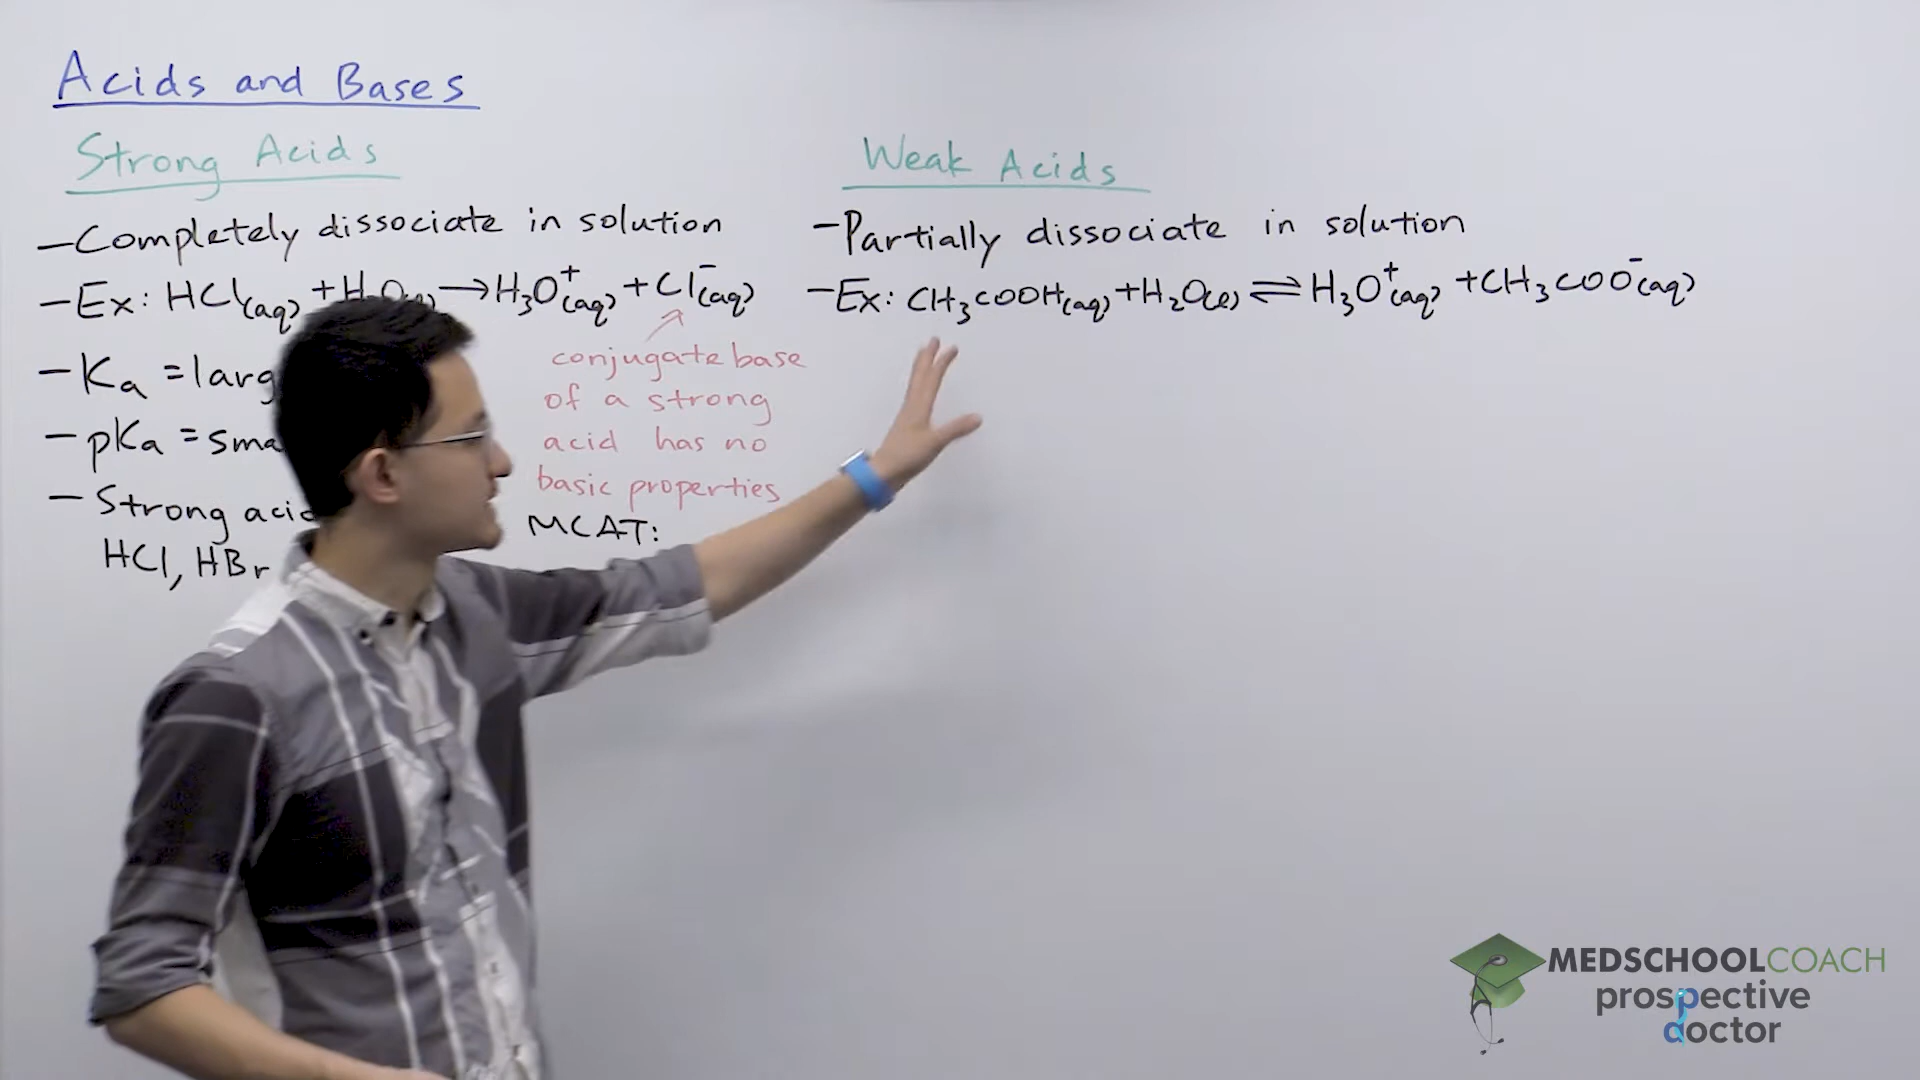 Acids and Bases
Strong Acids
—Completely dissociate in solution
—Ex: HCl(aq) + H₂O(l) → H₃O⁺(aq) + Cl⁻(aq)
conjugate base
of a strong
acid has no
basic properties
—Ka =
—pKa =
—Strong
MCAT:
HCl, HBr
Weak Acids
—Partially dissociate in solution
—Ex: CH₃COOH(aq) + H₂O(l) ⇌ H₃O⁺(aq) + CH₃COO⁻(aq)
MEDSCHOOLCOACH
prospective
doctor